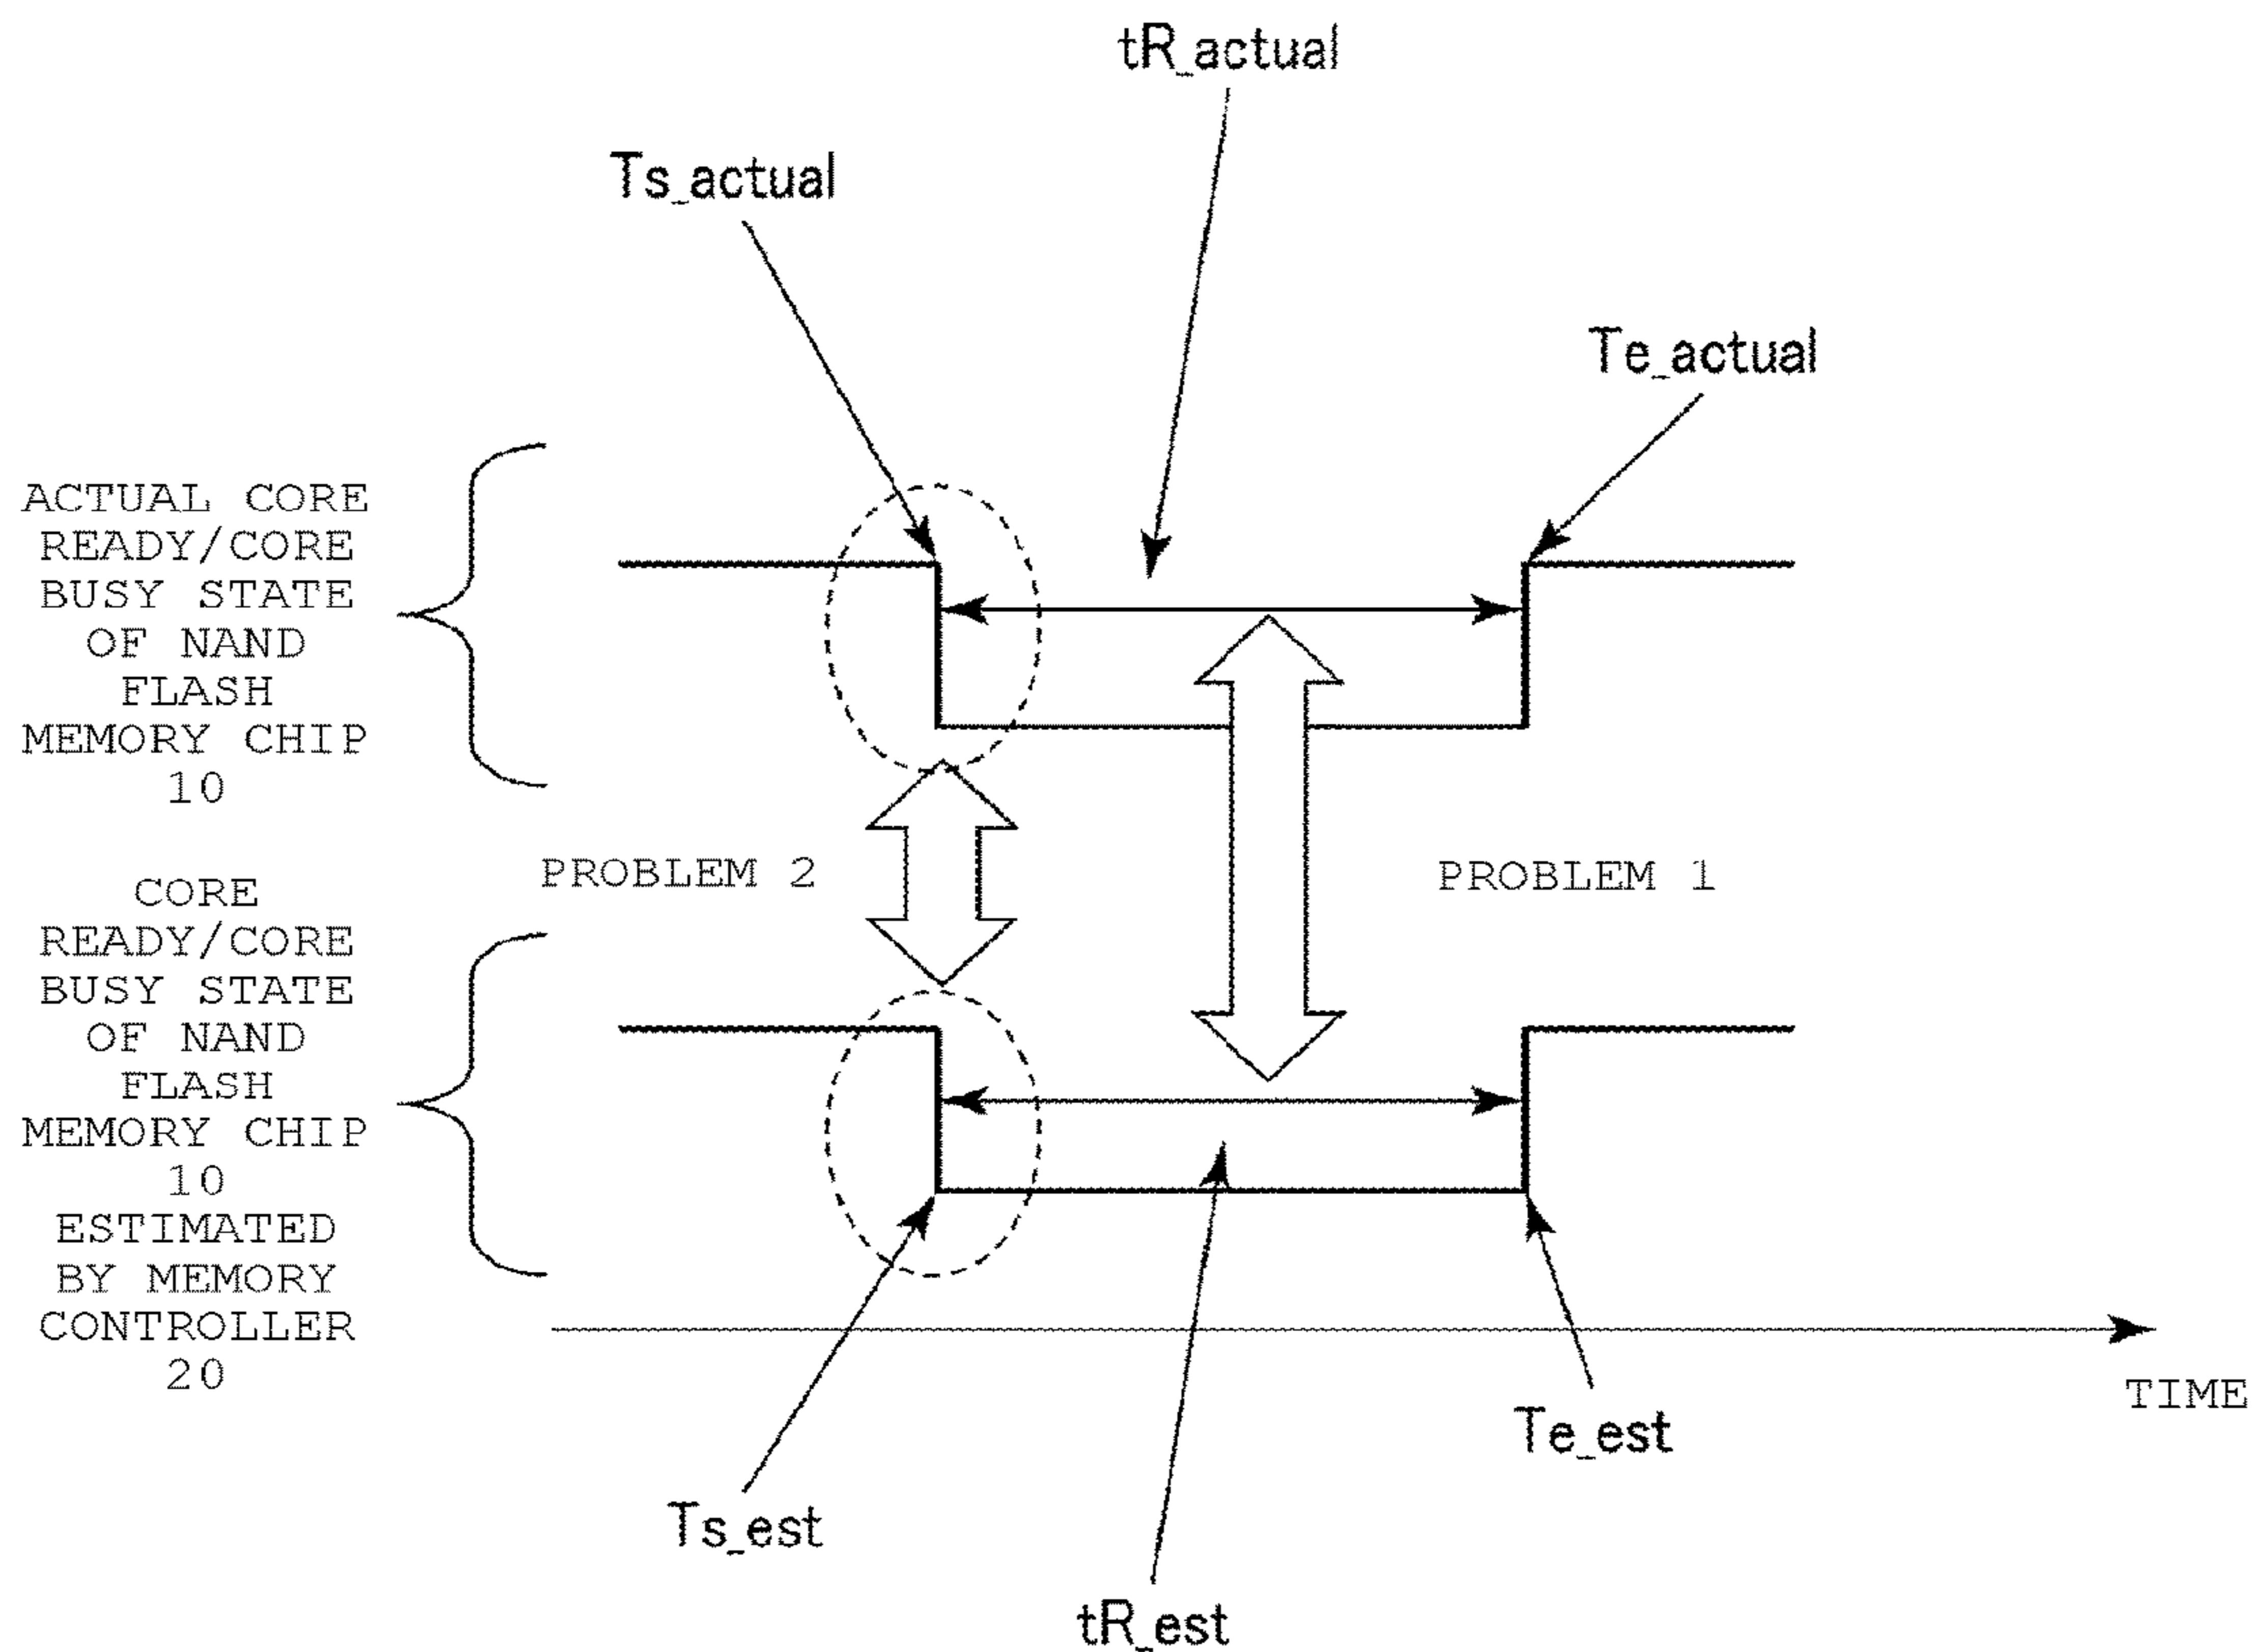 tR_actual
Ts_actual
Te_actual
ACTUAL CORE
READY/CORE
BUSY STATE
OF NAND
FLASH
MEMORY CHIP
10
PROBLEM 2
PROBLEM 1
CORE
READY/CORE
BUSY STATE
OF NAND
FLASH
MEMORY CHIP
10
ESTIMATED
BY MEMORY
CONTROLLER
20
TIME
Te_est
Ts_est
tR_est